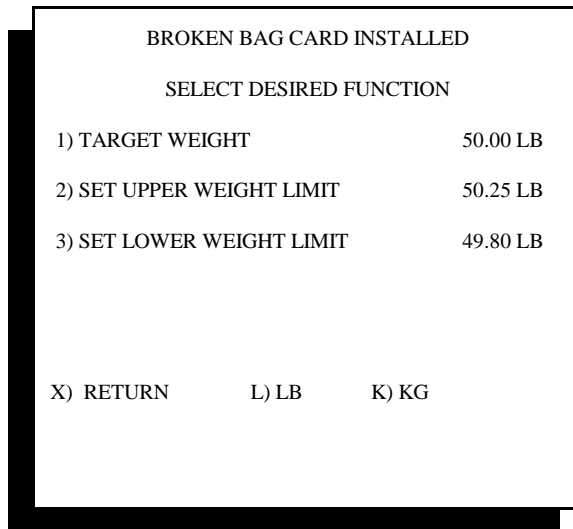 BROKEN BAG CARD INSTALLED
SELECT DESIRED FUNCTION
1) TARGET WEIGHT 50.00 LB
2) SET UPPER WEIGHT LIMIT 50.25 LB
3) SET LOWER WEIGHT LIMIT 49.80 LB
X) RETURN L) LB K) KG